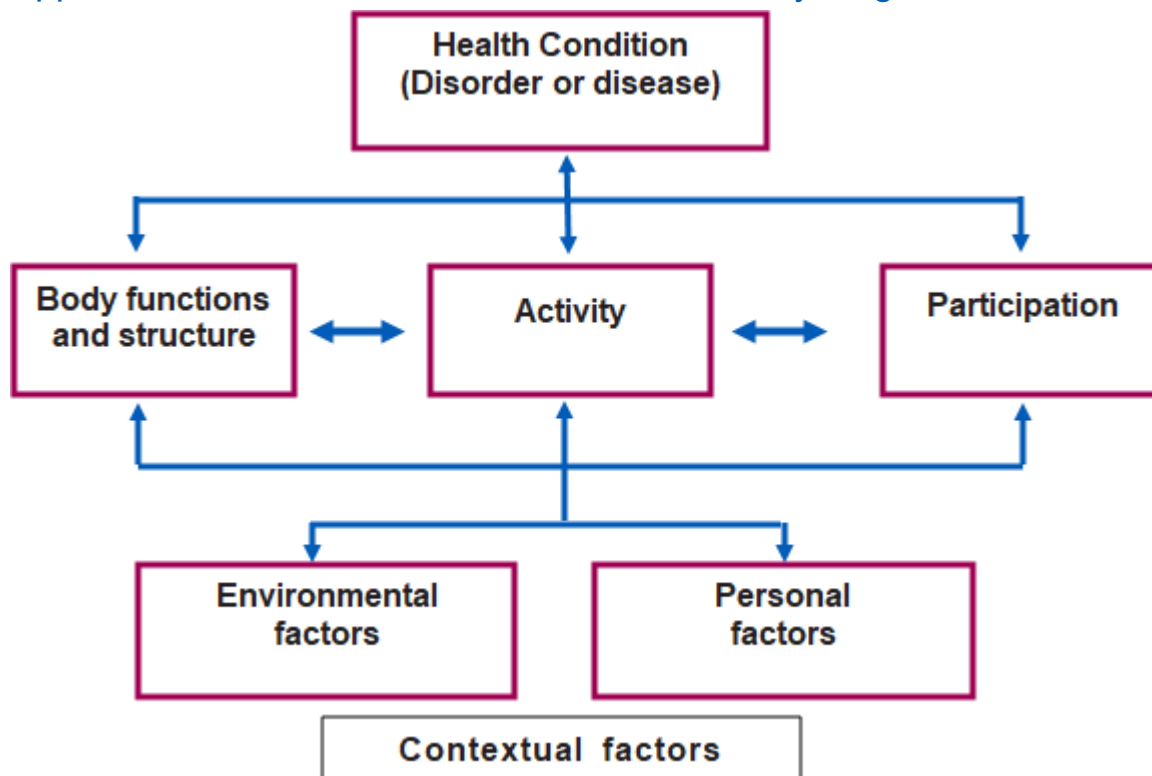 Health Condition
(Disorder or disease)
Body functions
and structure
Activity
Participation
Environmental
factors
Personal
factors
Contextual factors